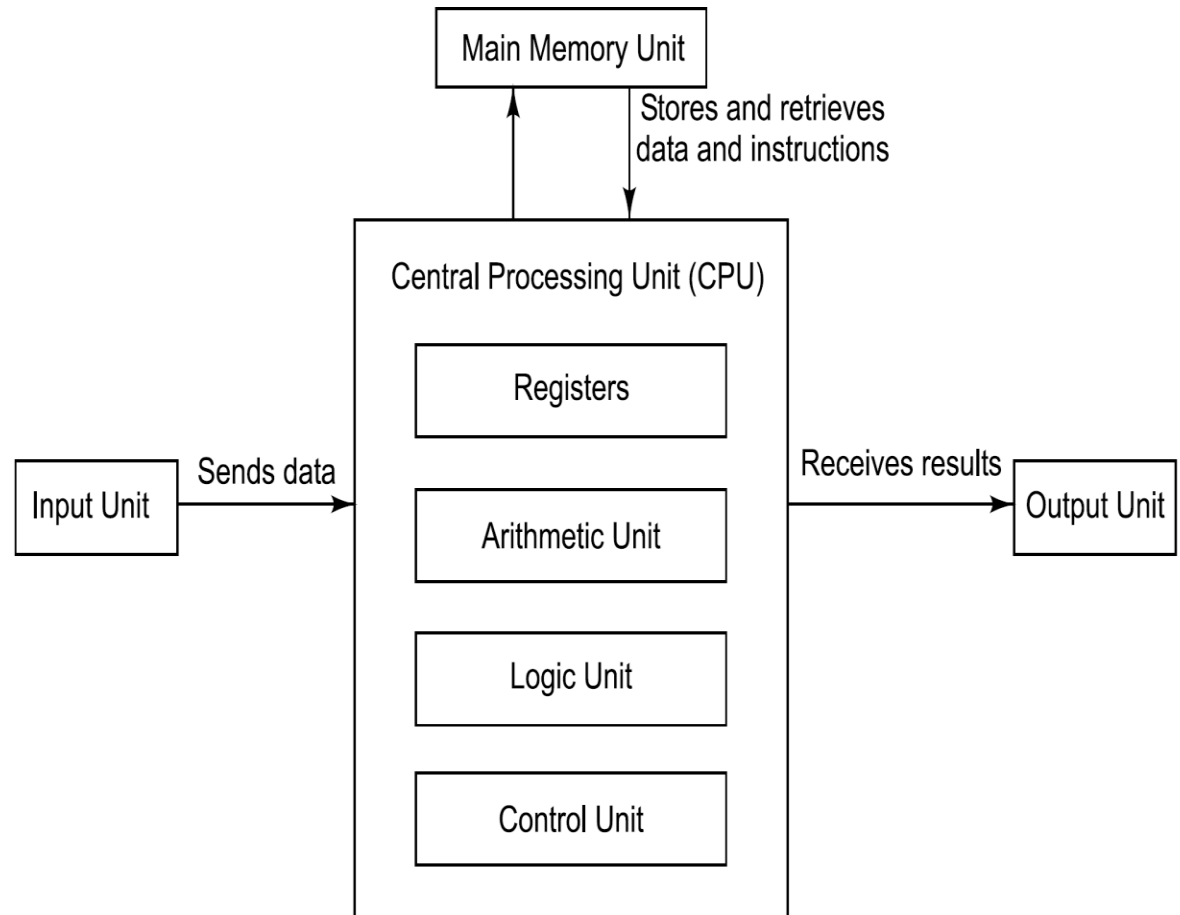 Main Memory Unit
Stores and retrieves
data and instructions
Central Processing Unit (CPU)
Registers
Sends data
Receives results
Input Unit
Output Unit
Arithmetic Unit
Logic Unit
Control Unit